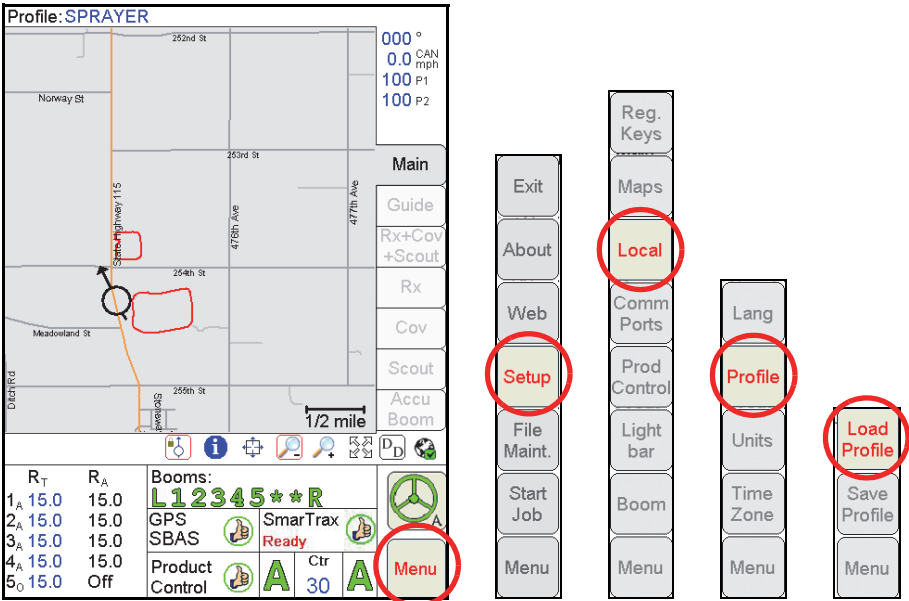 Profile: SPRAYER
252nd St
000 °
0.0 CAN mph
100 P1
100 P2
Norway St
253rd St
State Highway 115
476th Ave
477th Ave
254th St
Meadowland St
Ditch Rd
255th St
1/2 mile
Main
Guide
Rx+Cov
+Scout
Rx
Cov
Scout
Accu
Boom
i
DD
RT RA
1A 15.0 15.0
2A 15.0 15.0
3A 15.0 15.0
4A 15.0 15.0
5O 15.0 Off
Booms:
L12345**R
GPS
SBAS
SmarTrax
Ready
Product
Control
A
Ctr
30
A
A
Menu
Exit
About
Web
Setup
File
Maint.
Start
Job
Menu
Reg.
Keys
Maps
Local
Comm
Ports
Prod
Control
Light
bar
Boom
Menu
Lang
Profile
Units
Time
Zone
Menu
Load
Profile
Save
Profile
Menu